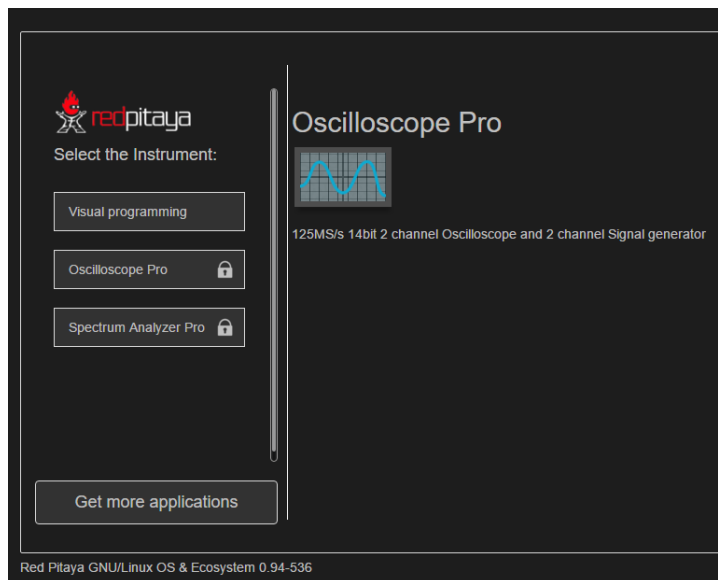 redpitaya
Select the Instrument:
Visual programming
Oscilloscope Pro
Spectrum Analyzer Pro
Get more applications
Oscilloscope Pro
125MS/s 14bit 2 channel Oscilloscope and 2 channel Signal generator
Red Pitaya GNU/Linux OS & Ecosystem 0.94-536